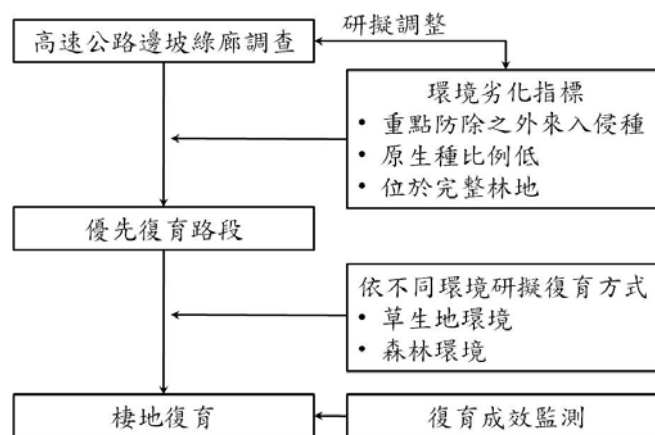 高速公路邊坡綠廊調查
研擬調整
環境劣化指標
• 重點防除之外來入侵種
• 原生種比例低
• 位於完整林地
優先復育路段
依不同環境研擬復育方式
• 草生地環境
• 森林環境
棲地復育
復育成效監測